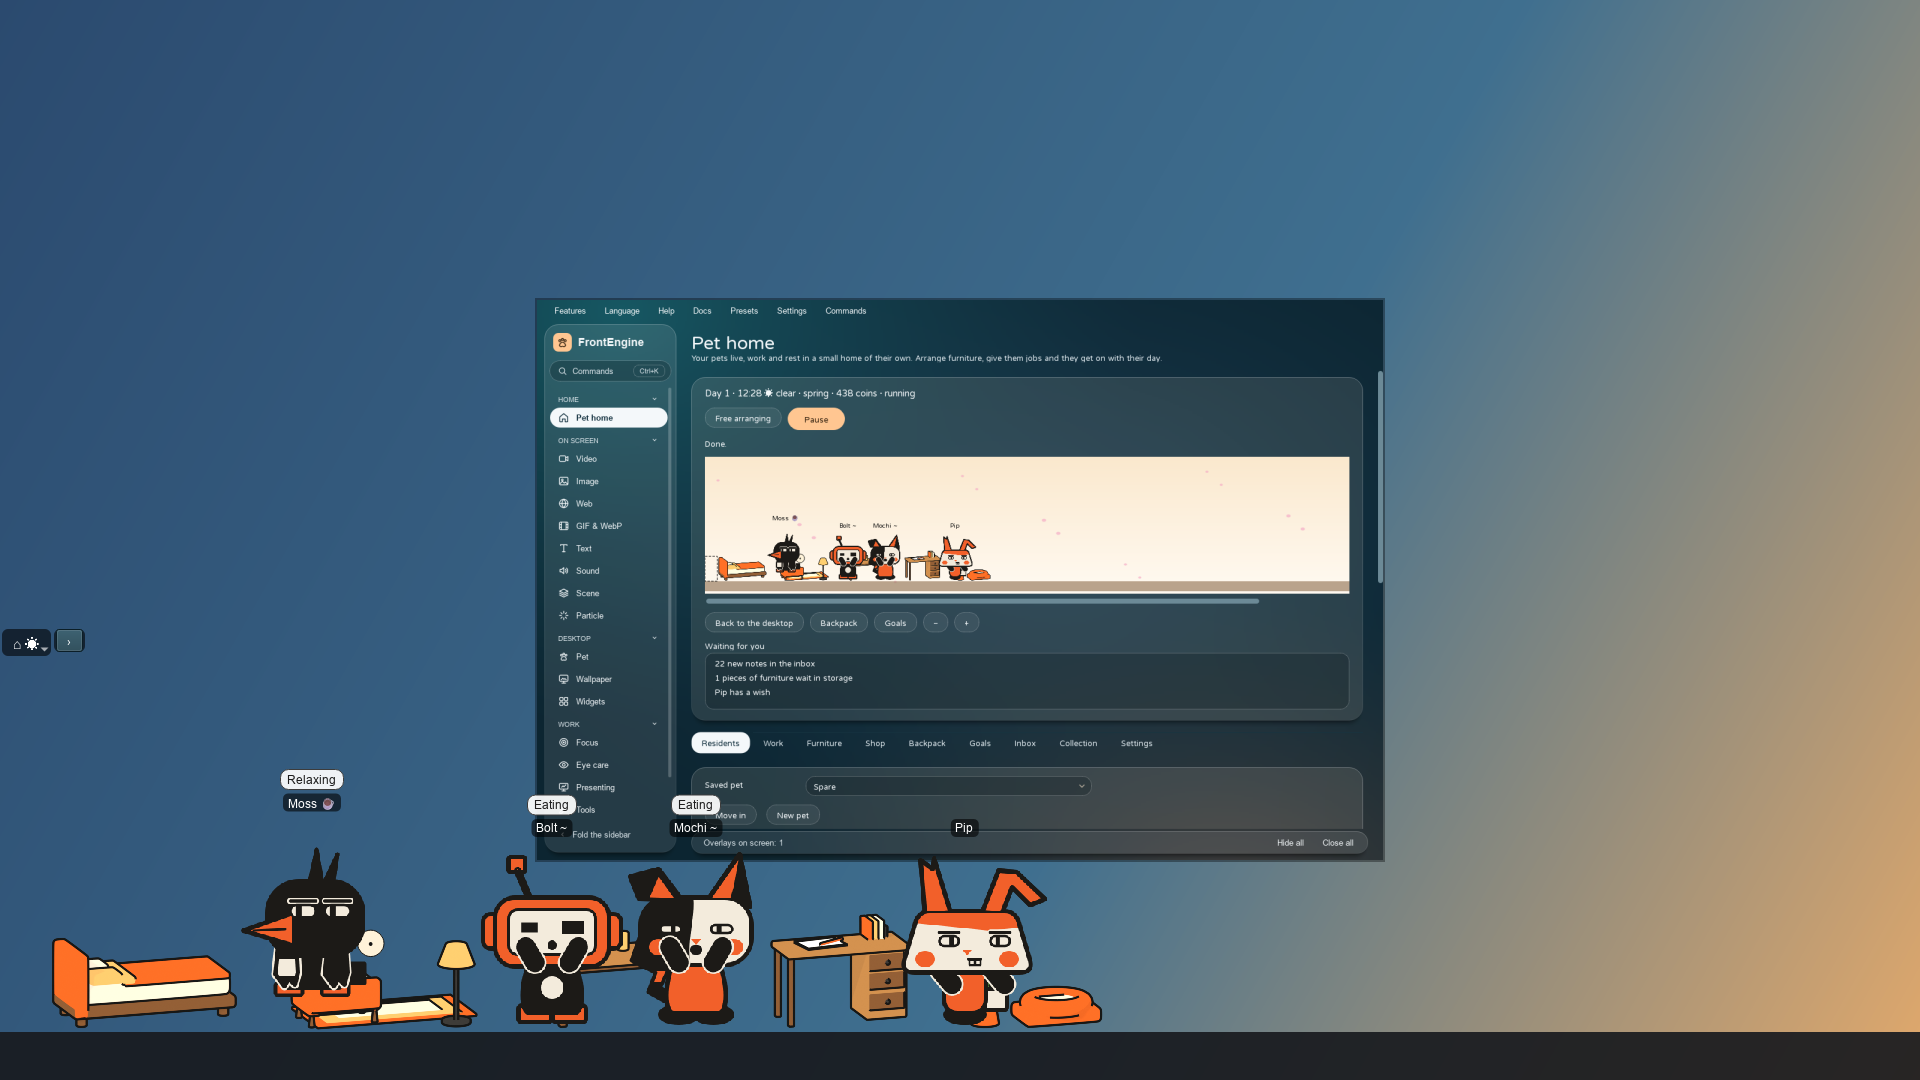 Features Language Help Docs Presets Settings Commands
FrontEngine
Commands Ctrl+K
HOME
Pet home
ON SCREEN
Video
Image
Web
GIF & WebP
Text
Sound
Scene
Particle
DESKTOP
Pet
Wallpaper
Widgets
WORK
Focus
Eye care
Presenting
Tools
Fold the sidebar
Pet home
Your pets live, work and rest in a small home of their own. Arrange furniture, give them jobs and they get on with their day.
Day 1 · 12:28 ☀ clear · spring · 438 coins · running
Free arranging Pause
Done.
Moss Bolt ~ Mochi ~ Pip
Back to the desktop Backpack Goals − +
Waiting for you
22 new notes in the inbox
1 pieces of furniture wait in storage
Pip has a wish
Residents Work Furniture Shop Backpack Goals Inbox Collection Settings
Saved pet Spare
Move in New pet
Overlays on screen: 1 Hide all Close all
Relaxing
Moss
Eating
Bolt ~
Eating
Mochi ~
Pip